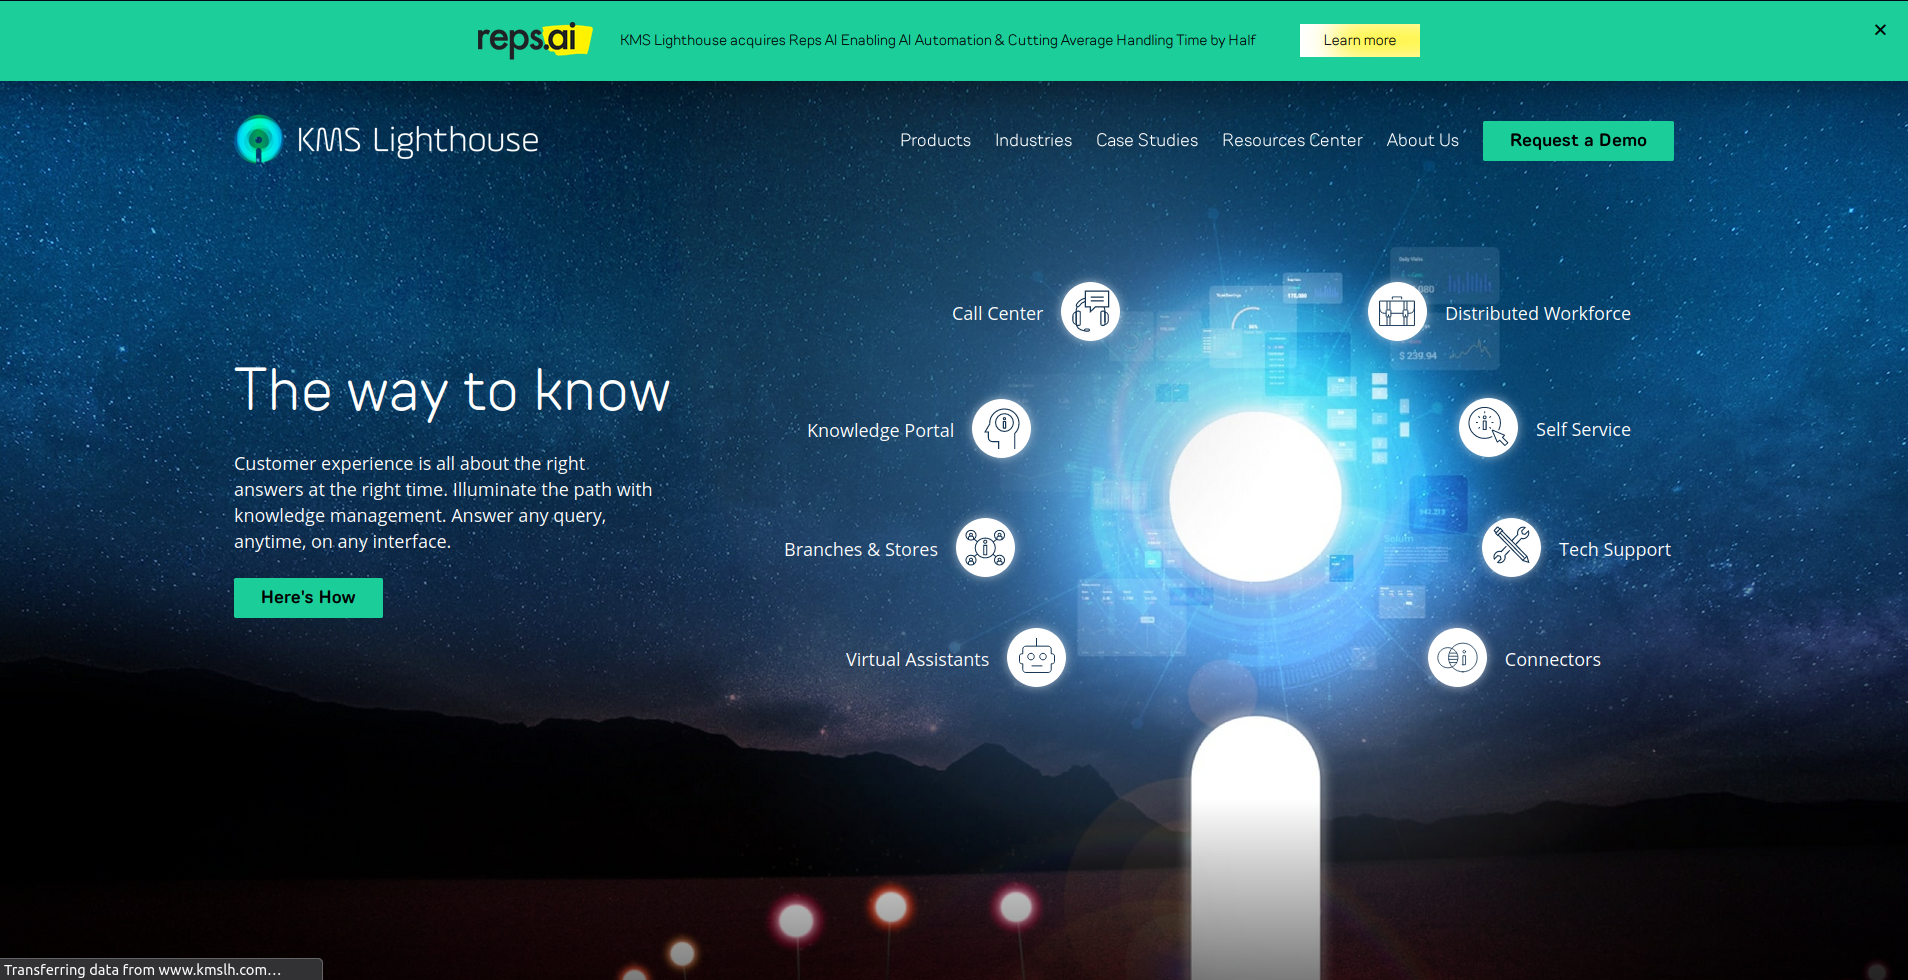 reps.ai
KMS Lighthouse acquires Reps AI Enabling AI Automation & Cutting Average Handling Time by Half
Learn more
KMS Lighthouse
Products
Industries
Case Studies
Resources Center
About Us
Request a Demo
Call Center
Distributed Workforce
$ 239.94
The way to know
Knowledge Portal
Self Service
Customer experience is all about the right
answers at the right time. Illuminate the path with
knowledge management. Answer any query,
anytime, on any interface.
Branches & Stores
Tech Support
Here's How
Virtual Assistants
Connectors
Transferring data from www.kmslh.com…